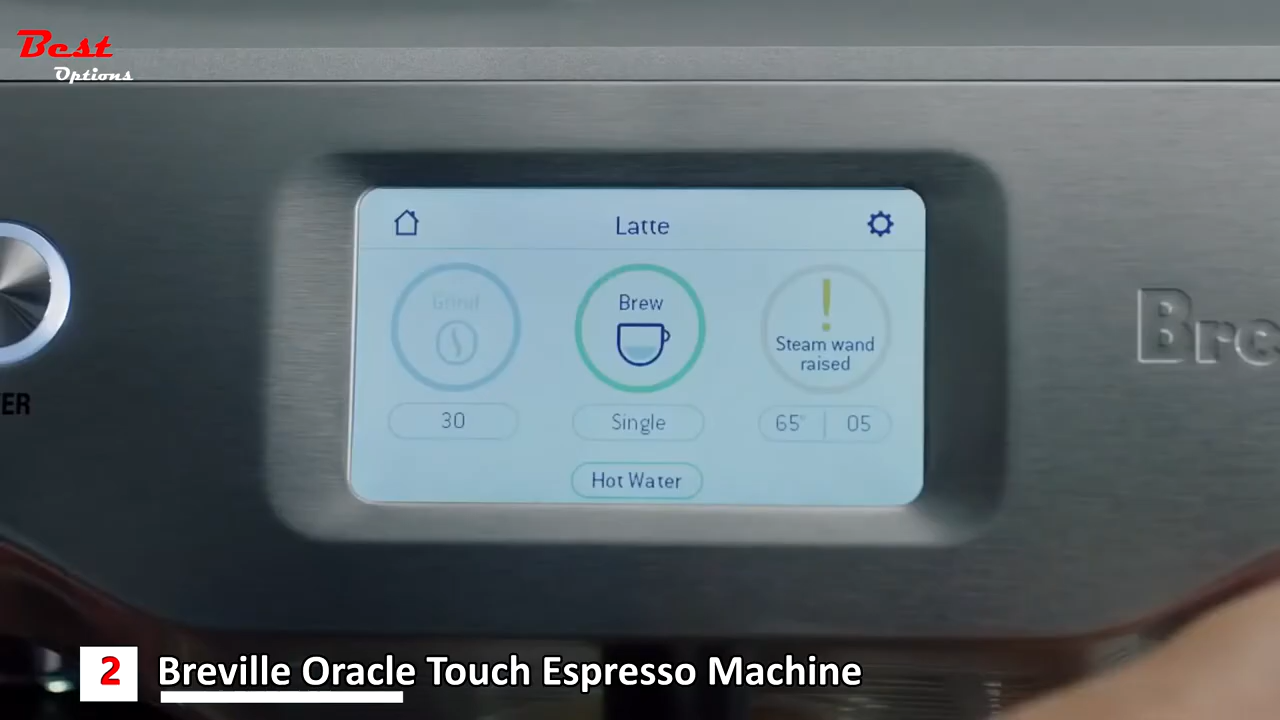 Best
Options
Latte
Grind
Brew
!
Steam wand
raised
30
Single
65° | 05
Hot Water
ER
Bre
2 Breville Oracle Touch Espresso Machine